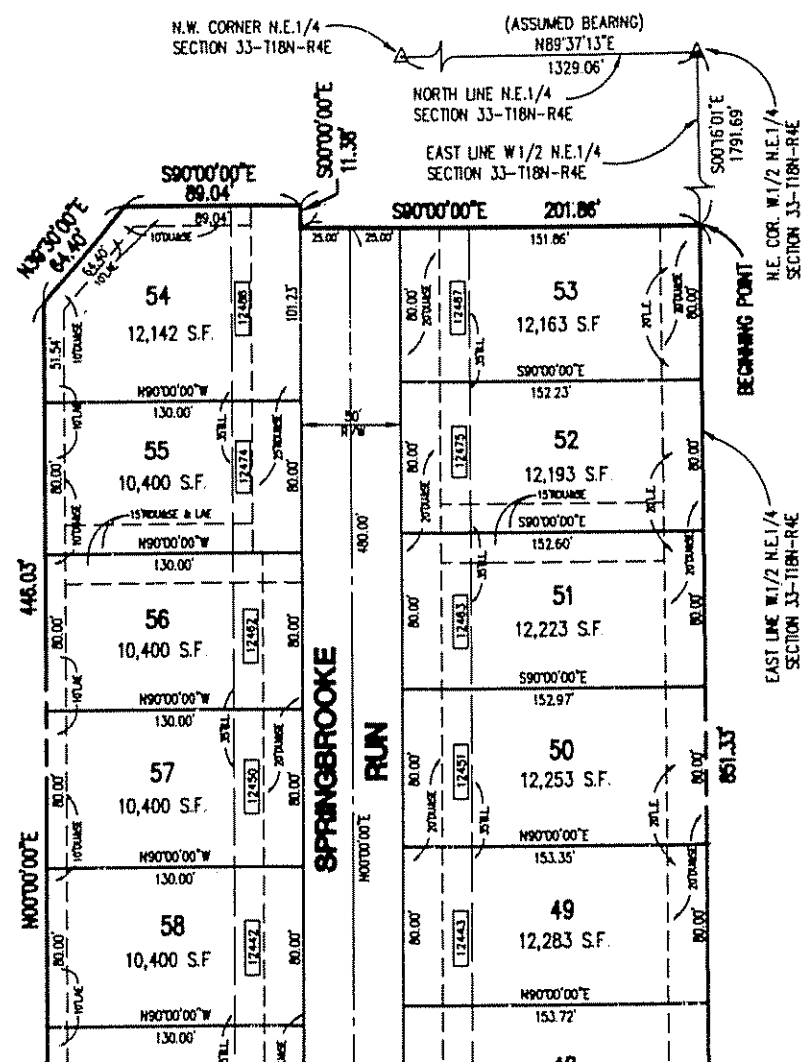 N.W. CORNER N.E.1/4
SECTION 33-T18N-R4E
(ASSUMED BEARING)
N89°37'13"E
1329.06'
NORTH LINE N.E.1/4
SECTION 33-T18N-R4E
EAST LINE W1/2 N.E.1/4
SECTION 33-T18N-R4E
S00°16'01"E
1791.69'
N.E. COR. W.1/2 N.E.1/4
SECTION 33-T18N-R4E
S00°00'00"E
11.38'
S90°00'00"E
89.04'
S90°00'00"E 201.86'
64.40'
89.04'
64.40'
10'LAE
25.00' 25.00'
151.86'
BEGINNING POINT
54
12,142 S.F.
12488
101.23'
51.54'
N90°00'00"W
130.00'
53
12,163 S.F
12487
80.00'
80.00'
20'L.E.
35'B.L.
S90°00'00"E
152.23'
50'
R/W
55
10,400 S.F.
12474
80.00'
80.00'
N90°00'00"W
130.00'
52
12,193 S.F.
12475
80.00'
80.00'
S90°00'00"E
152.60'
480.00'
EAST LINE W.1/2 N.E.1/4
SECTION 33-T18N-R4E
446.03'
56
10,400 S.F.
12462
80.00'
80.00'
N90°00'00"W
130.00'
51
12,223 S.F.
12463
80.00'
80.00'
S90°00'00"E
152.97'
SPRINGBROOKE
RUN
57
10,400 S.F.
12450
80.00'
80.00'
N90°00'00"W
130.00'
50
12,253 S.F.
12451
80.00'
80.00'
851.33'
N90°00'00"E
153.35'
N00°00'00"E
N00°00'00"E
58
10,400 S.F
12442
80.00'
80.00'
N90°00'00"W
130.00'
49
12,283 S.F.
12443
80.00'
80.00'
N90°00'00"E
153.72'